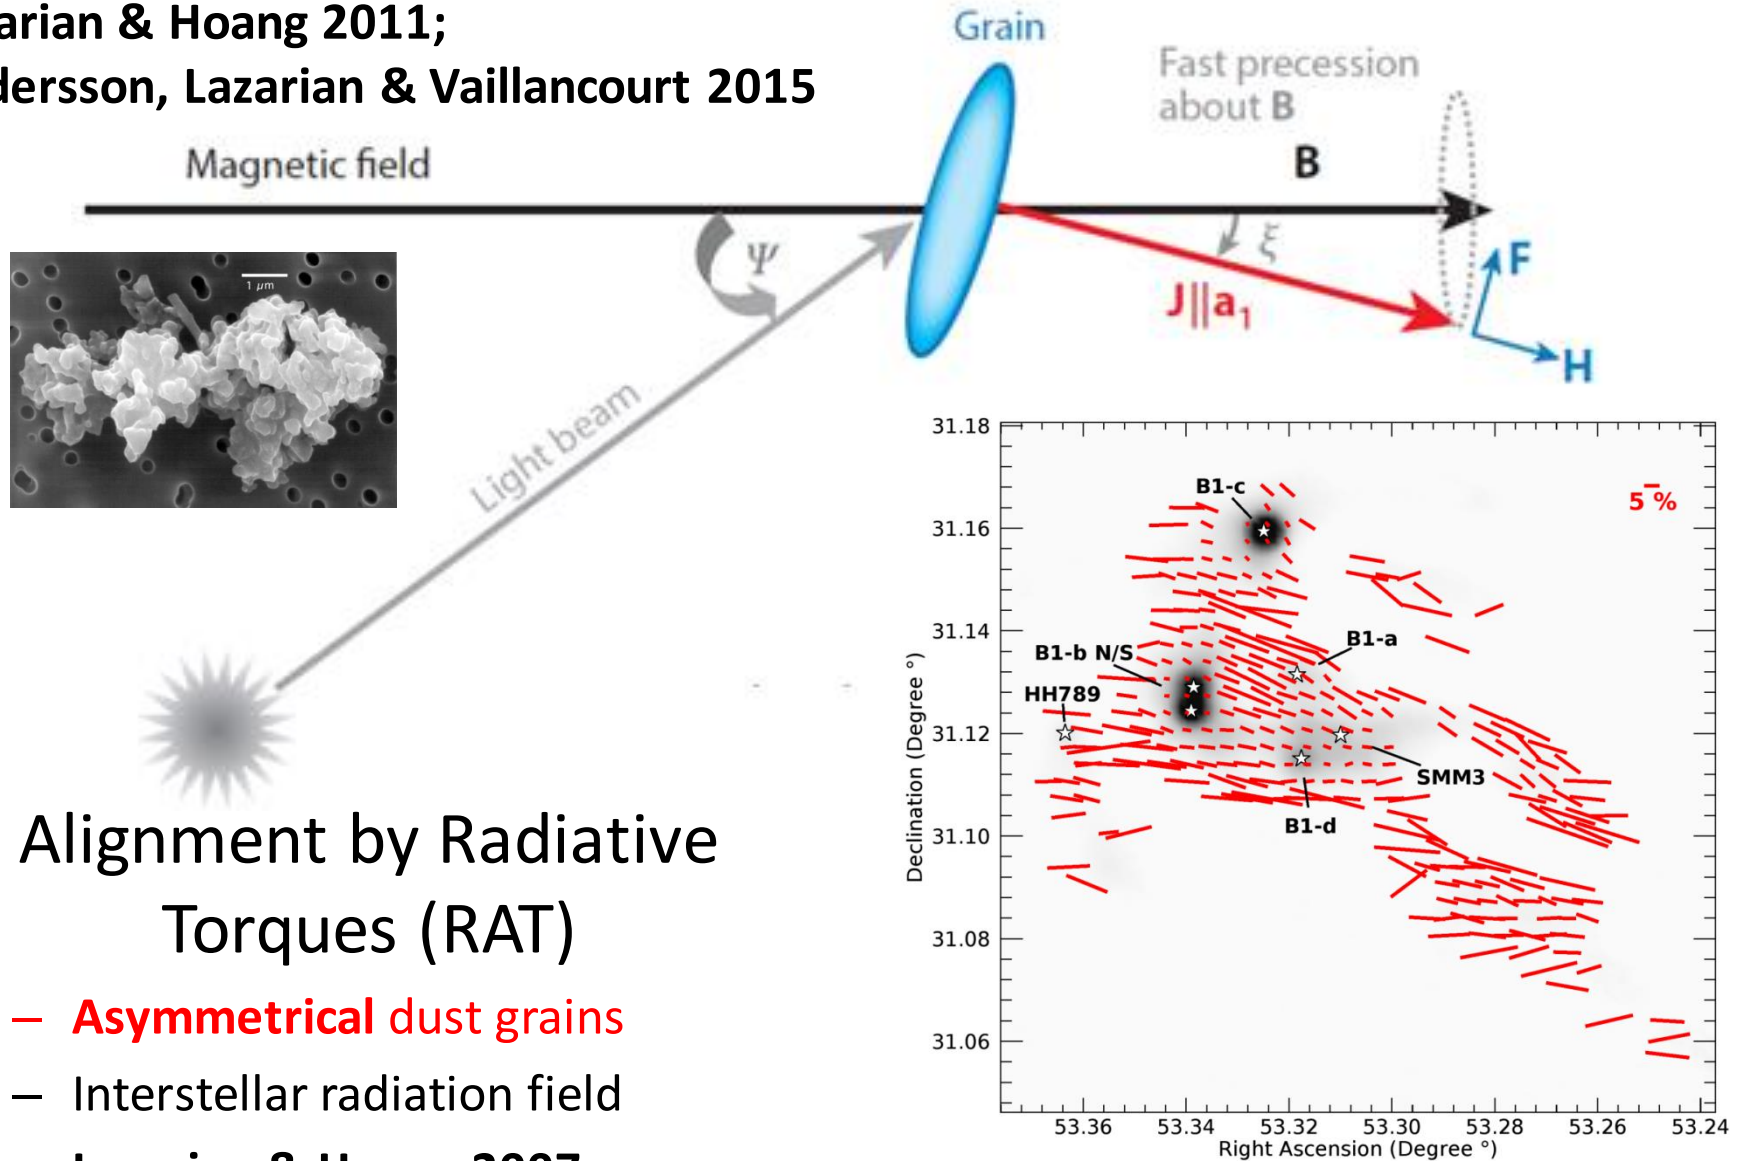 & Hoang 2011;
Lazarian & Vaillancourt 2015
Grain
Fast precession
about B
Magnetic field
B
Ψ
ξ
F
J||a1
H
1 μm
Light beam
Alignment by Radiative
Torques (RAT)
– Asymmetrical dust grains
– Interstellar radiation field
31.18
31.16
31.14
31.12
31.10
31.08
31.06
Declination (Degree °)
B1-c
5 %
B1-a
B1-b N/S
HH789
SMM3
B1-d
53.36 53.34 53.32 53.30 53.28 53.26 53.24
Right Ascension (Degree °)